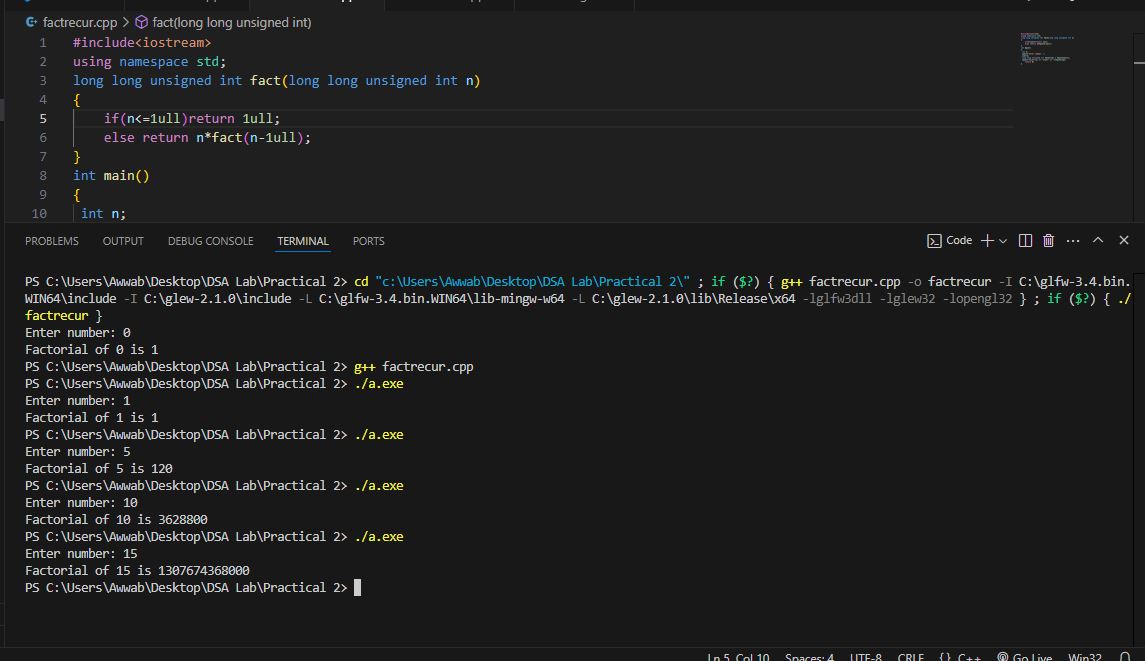 factrecur.cpp > fact(long long unsigned int)
1 #include<iostream>
2 using namespace std;
3 long long unsigned int fact(long long unsigned int n)
4 {
5 if(n<=1ull)return 1ull;
6 else return n*fact(n-1ull);
7 }
8 int main()
9 {
10 int n;
PROBLEMS OUTPUT DEBUG CONSOLE TERMINAL PORTS Code
PS C:\Users\Awwab\Desktop\DSA Lab\Practical 2> cd "c:\Users\Awwab\Desktop\DSA Lab\Practical 2\" ; if ($?) { g++ factrecur.cpp -o factrecur -I C:\glfw-3.4.bin.
WIN64\include -I C:\glew-2.1.0\include -L C:\glfw-3.4.bin.WIN64\lib-mingw-w64 -L C:\glew-2.1.0\lib\Release\x64 -lglfw3dll -lglew32 -lopengl32 } ; if ($?) { ./
factrecur }
Enter number: 0
Factorial of 0 is 1
PS C:\Users\Awwab\Desktop\DSA Lab\Practical 2> g++ factrecur.cpp
PS C:\Users\Awwab\Desktop\DSA Lab\Practical 2> ./a.exe
Enter number: 1
Factorial of 1 is 1
PS C:\Users\Awwab\Desktop\DSA Lab\Practical 2> ./a.exe
Enter number: 5
Factorial of 5 is 120
PS C:\Users\Awwab\Desktop\DSA Lab\Practical 2> ./a.exe
Enter number: 10
Factorial of 10 is 3628800
PS C:\Users\Awwab\Desktop\DSA Lab\Practical 2> ./a.exe
Enter number: 15
Factorial of 15 is 1307674368000
PS C:\Users\Awwab\Desktop\DSA Lab\Practical 2>
Ln 5, Col 10 Spaces: 4 UTF-8 CRLF {} C++ Go Live Win32